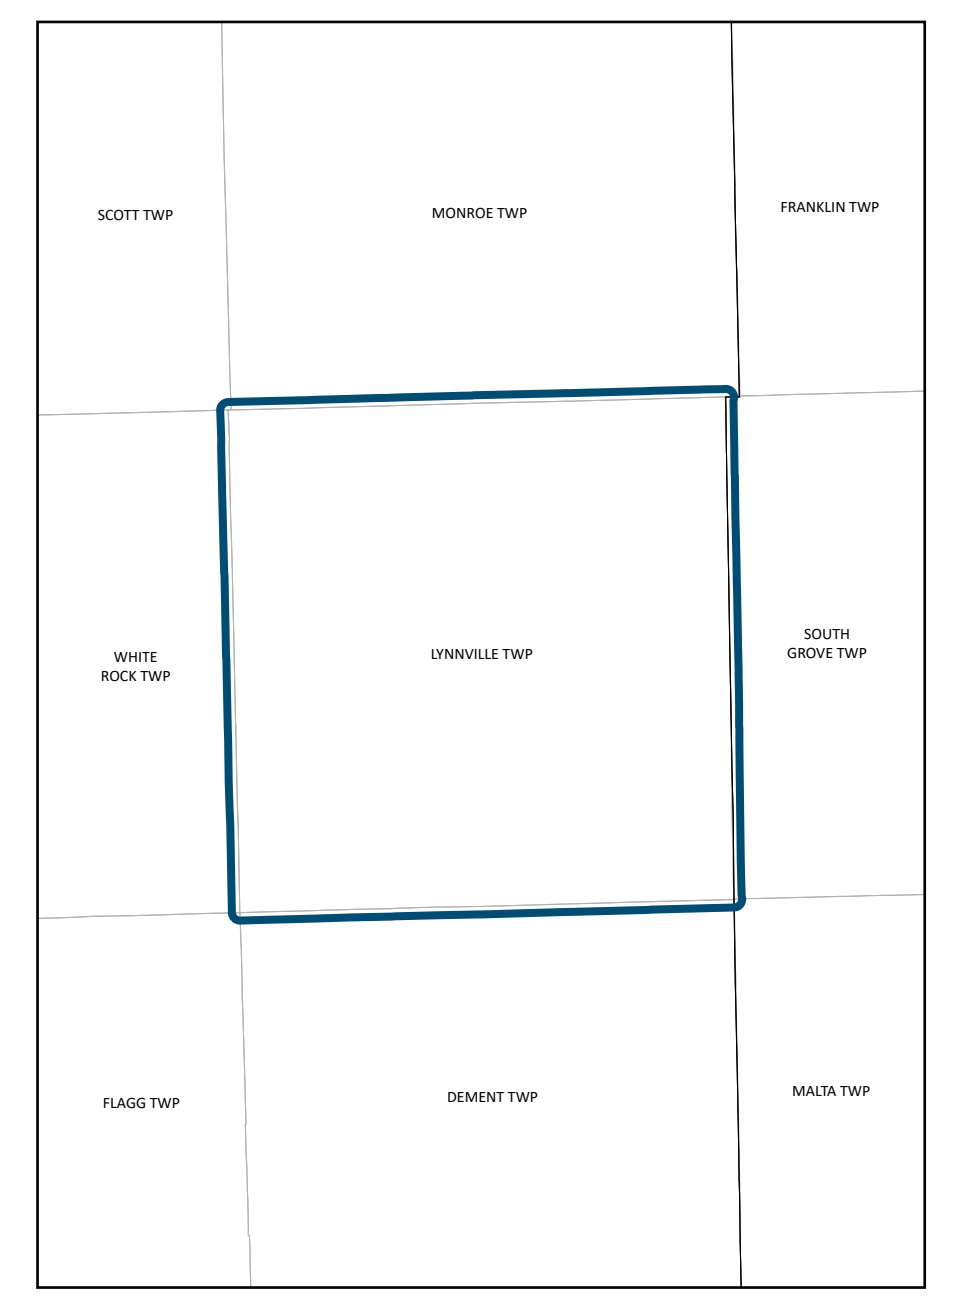 SCOTT TWP
MONROE TWP
FRANKLIN TWP
WHITE
ROCK TWP
LYNNVILLE TWP
SOUTH
GROVE TWP
FLAGG TWP
DEMENT TWP
MALTA TWP